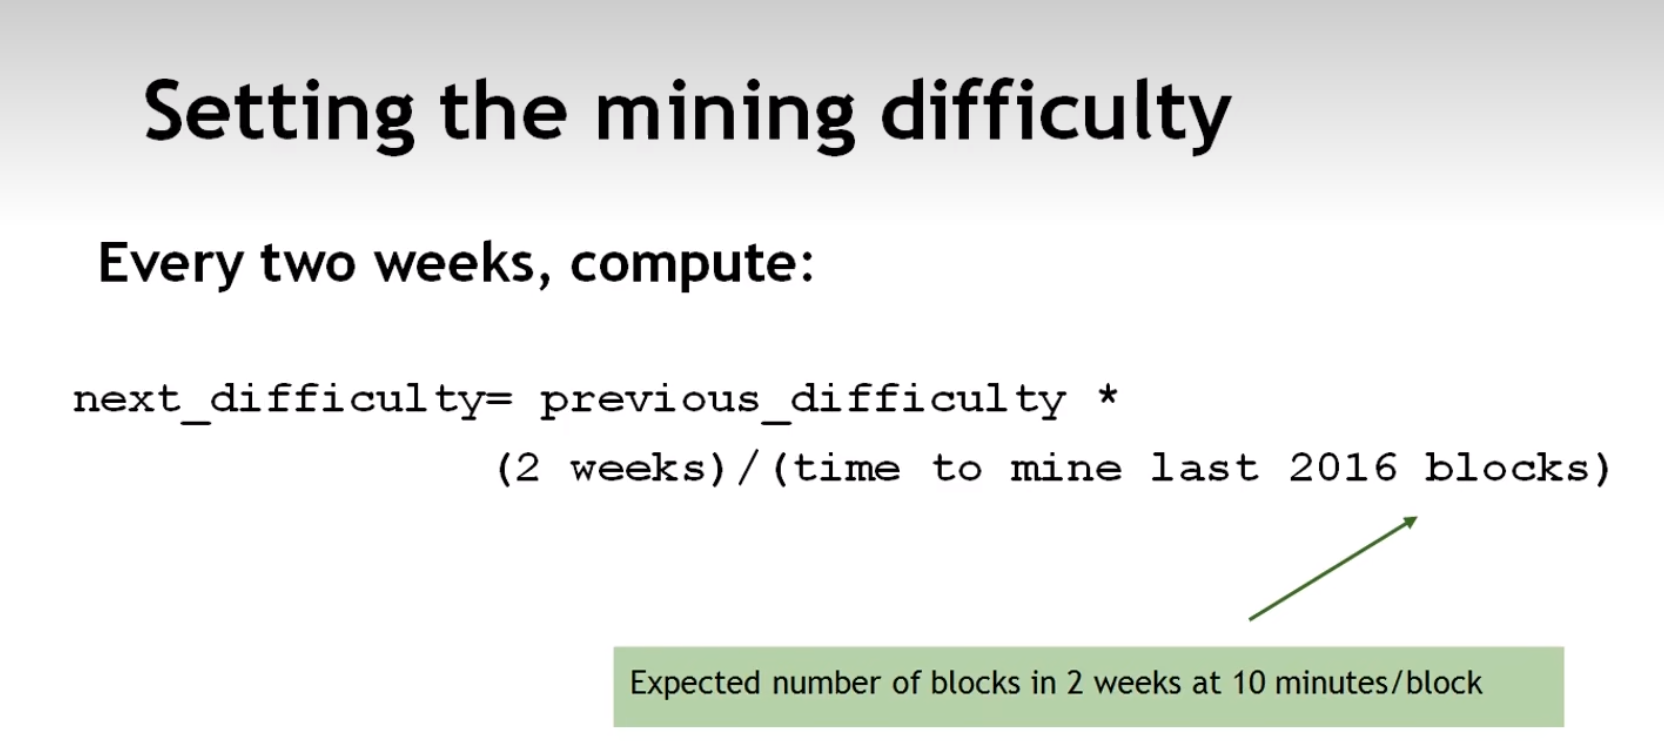 Setting the mining difficulty
Every two weeks, compute:
next_difficulty= previous_difficulty *
(2 weeks)/(time to mine last 2016 blocks)
Expected number of blocks in 2 weeks at 10 minutes/block